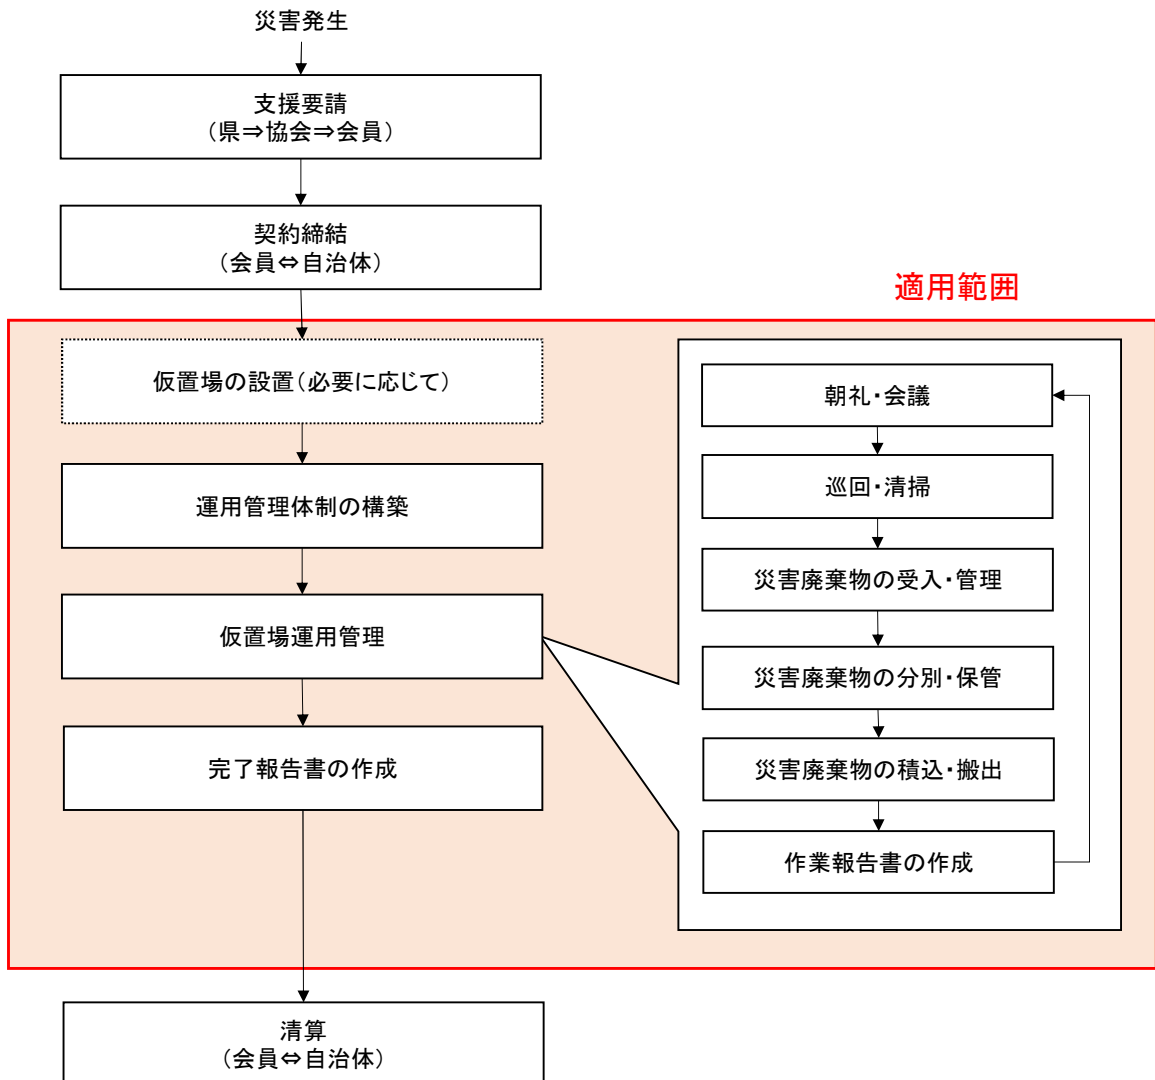 災害発生
支援要請
（県⇒協会⇒会員）
契約締結
（会員⇔自治体）
適用範囲
仮置場の設置（必要に応じて）
運用管理体制の構築
仮置場運用管理
完了報告書の作成
朝礼・会議
巡回・清掃
災害廃棄物の受入・管理
災害廃棄物の分別・保管
災害廃棄物の積込・搬出
作業報告書の作成
清算
（会員⇔自治体）